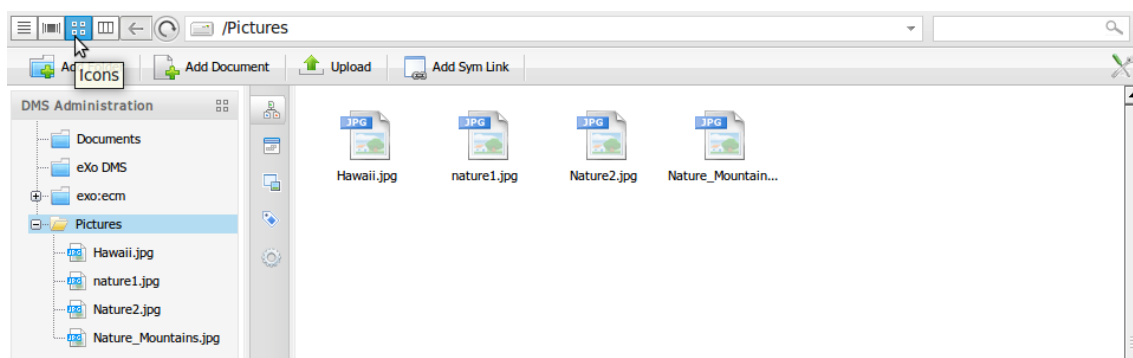 /Pictures
Add Document
Upload
Add Sym Link
Icons
DMS Administration
Documents
eXo DMS
exo:ecm
Pictures
Hawaii.jpg
nature1.jpg
Nature2.jpg
Nature_Mountains.jpg
JPG
JPG
JPG
JPG
Hawaii.jpg
nature1.jpg
Nature2.jpg
Nature_Mountain...